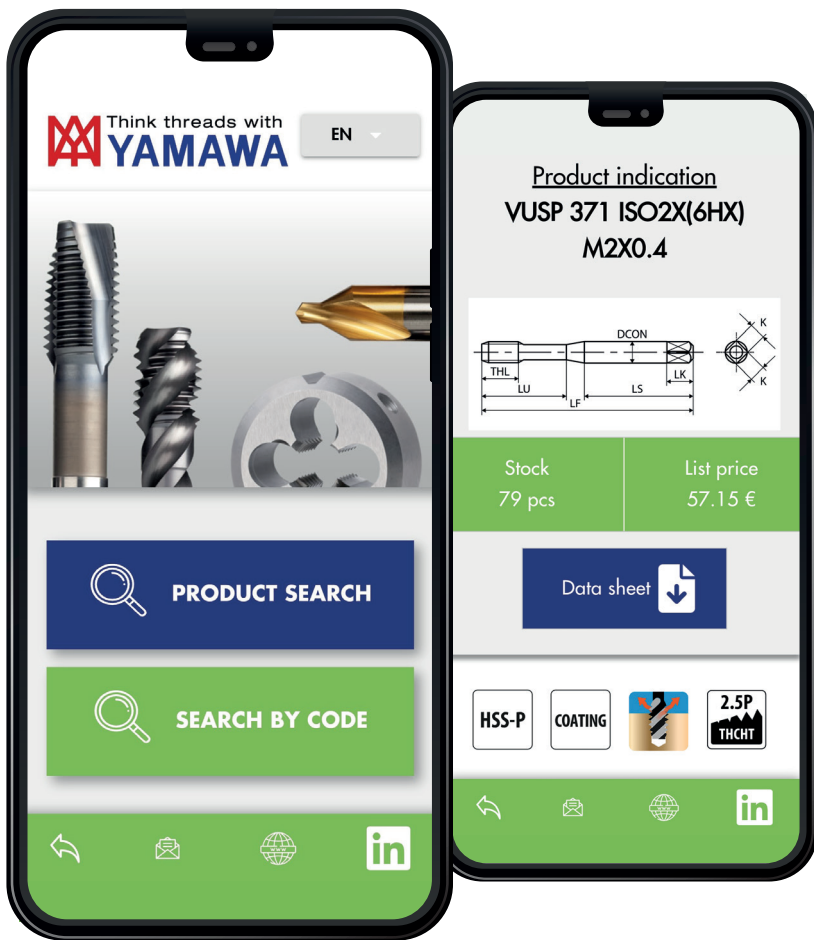 Think threads with
YAMAWA
EN
PRODUCT SEARCH
SEARCH BY CODE
in
Product indication
VUSP 371 ISO2X(6HX)
M2X0.4
DCON
K
THL
LK
K
LU
LS
LF
Stock
79 pcs
List price
57.15 €
Data sheet
HSS-P
COATING
2.5P
THCHT
www
in